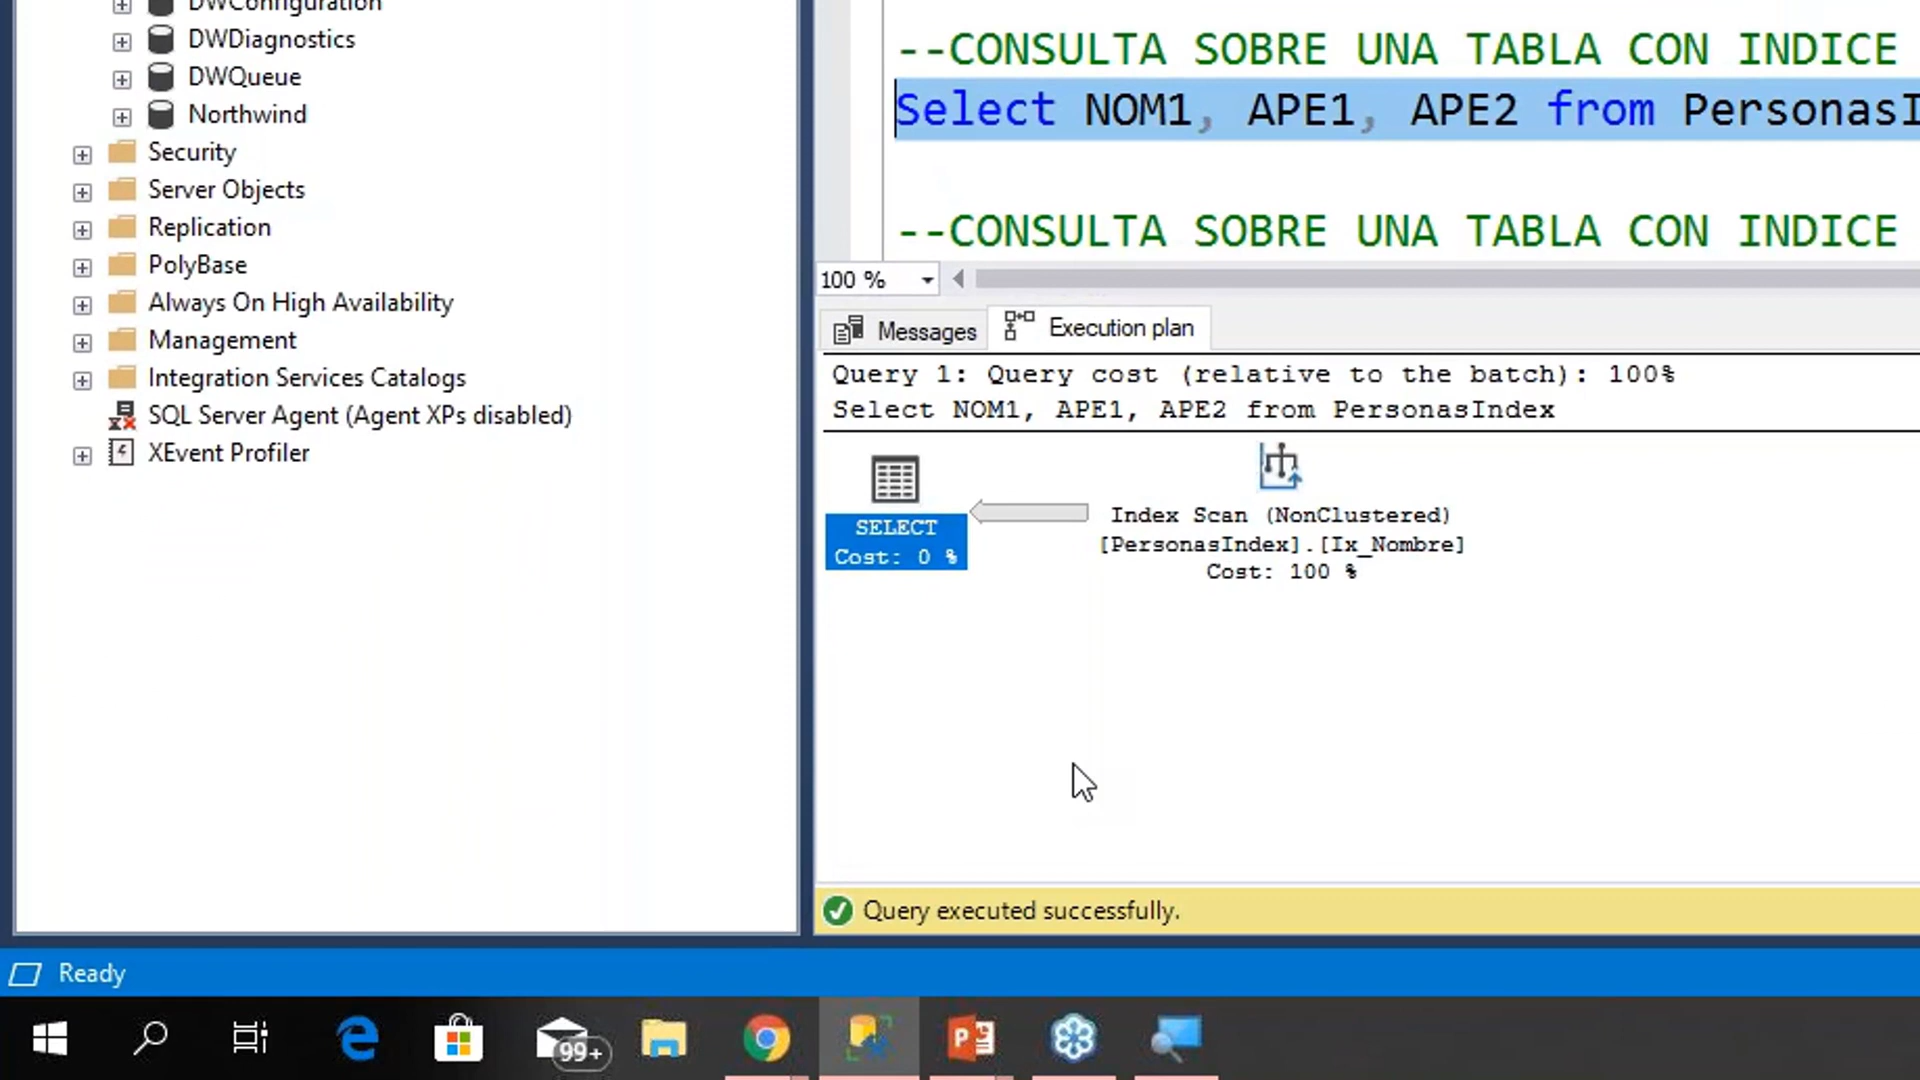 DWConfiguration
DWDiagnostics
DWQueue
Northwind
Security
Server Objects
Replication
PolyBase
Always On High Availability
Management
Integration Services Catalogs
SQL Server Agent (Agent XPs disabled)
XEvent Profiler
--CONSULTA SOBRE UNA TABLA CON INDICE
Select NOM1, APE1, APE2 from PersonasI
--CONSULTA SOBRE UNA TABLA CON INDICE
100 %
Messages
Execution plan
Query 1: Query cost (relative to the batch): 100%
Select NOM1, APE1, APE2 from PersonasIndex
SELECT
Cost: 0 %
Index Scan (NonClustered)
[PersonasIndex].[Ix_Nombre]
Cost: 100 %
Query executed successfully.
Ready
99+